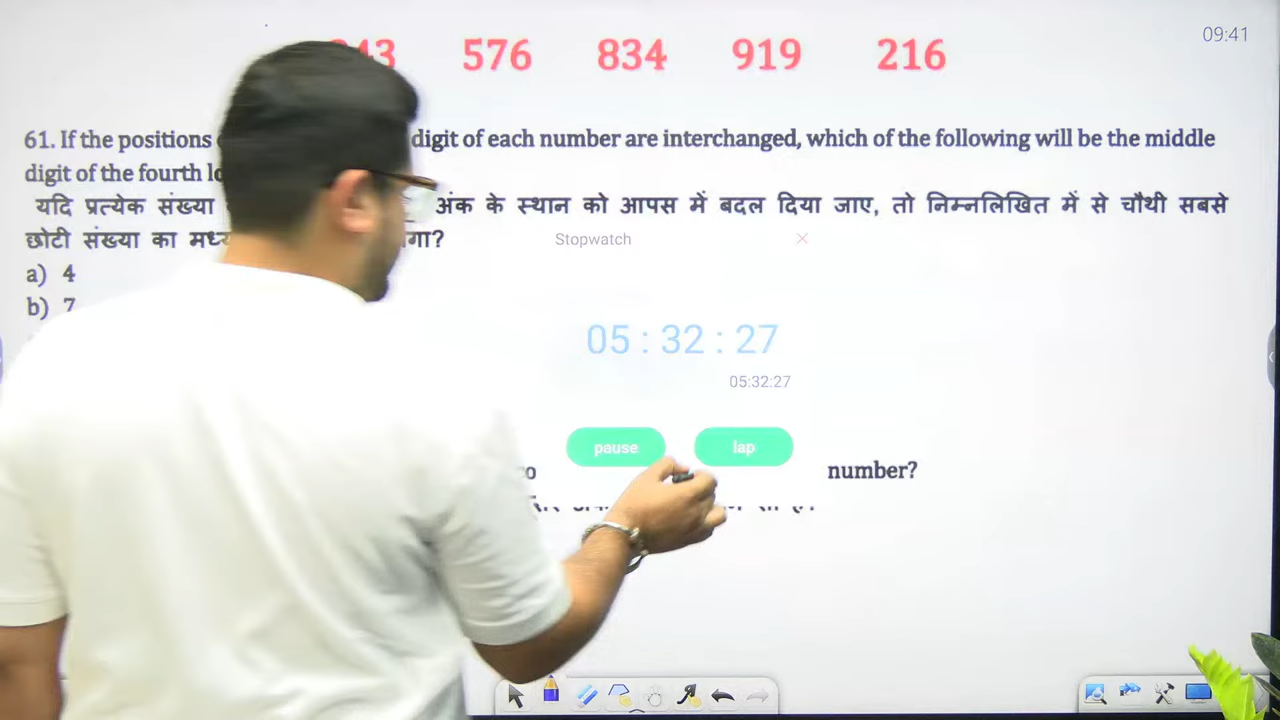 09:41
576 834 919 216
61. If the positions digit of each number are interchanged, which of the following will be the middle
digit of the fourth
यदि प्रत्येक संख्या अंक के स्थान को आपस में बदल दिया जाए, तो निम्नलिखित में से चौथी सबसे
छोटी संख्या का
Stopwatch
a) 4
b) 7
05 : 32 : 27
05:32:27
pause lap
number?